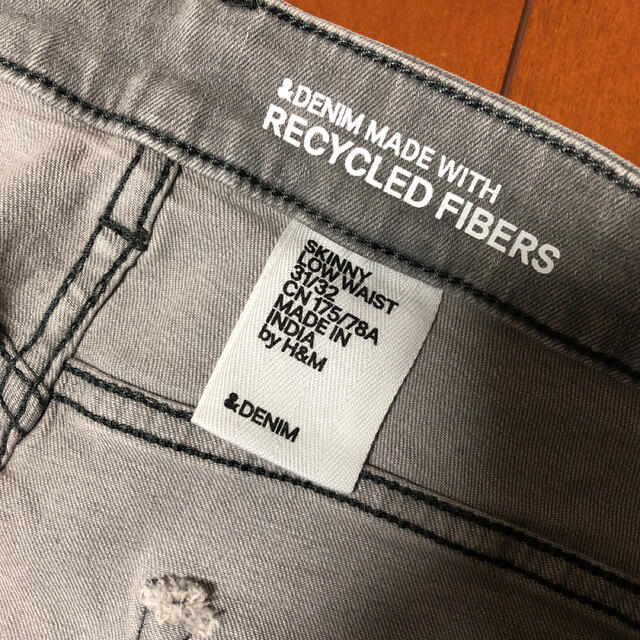 &DENIM MADE WITH
RECYCLED FIBERS
SKINNY
LOW WAIST
31/32
CN 175/78A
MADE IN
INDIA
by H&M
&DENIM